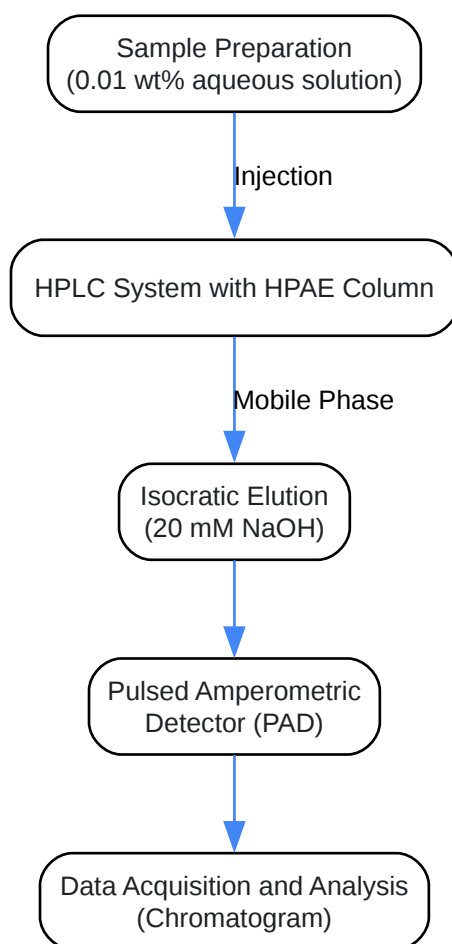 Sample Preparation
(0.01 wt% aqueous solution)
Injection
HPLC System with HPAE Column
Mobile Phase
Isocratic Elution
(20 mM NaOH)
Pulsed Amperometric
Detector (PAD)
Data Acquisition and Analysis
(Chromatogram)